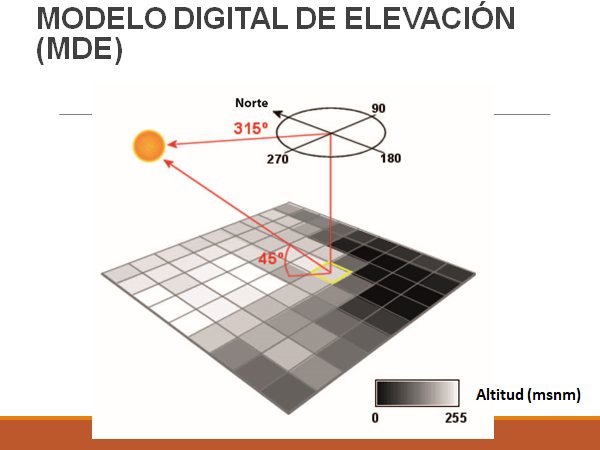 MODELO DIGITAL DE ELEVACIÓN
(MDE)
Norte
90
315º
270
180
45º
Altitud (msnm)
0
255